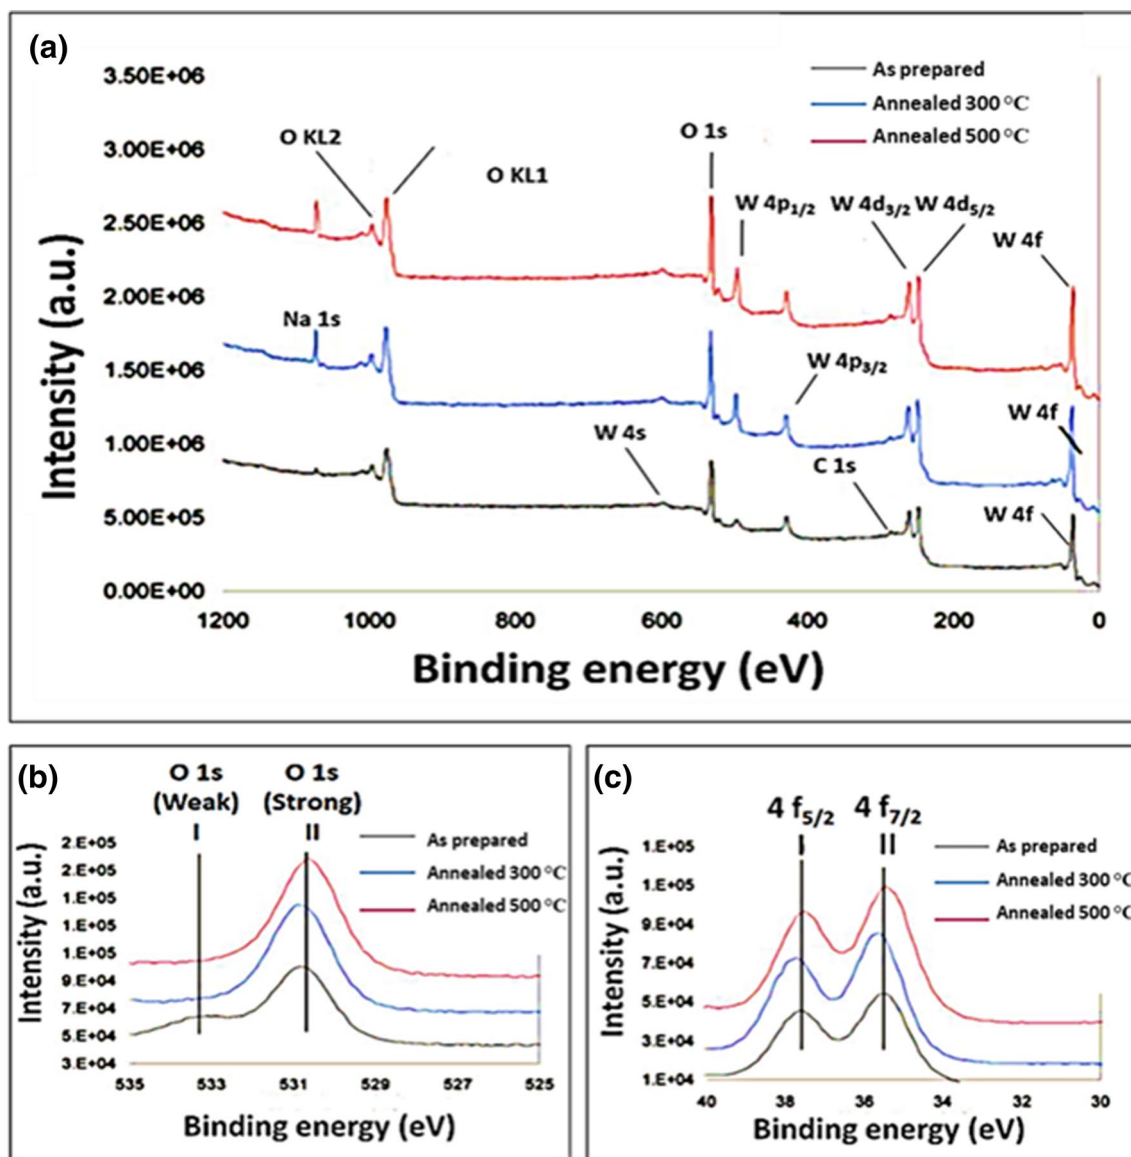 (a)
3.50E+06
3.00E+06
2.50E+06
2.00E+06
1.50E+06
1.00E+06
5.00E+05
0.00E+00
Intensity (a.u.)
As prepared
Annealed 300 °C
Annealed 500 °C
O KL2
O KL1
O 1s
W 4p1/2
W 4d3/2 W 4d5/2
W 4f
Na 1s
W 4p3/2
W 4f
W 4s
C 1s
W 4f
1200 1000 800 600 400 200 0
Binding energy (eV)
(b)
O 1s O 1s
(Weak) (Strong)
I II
As prepared
Annealed 300 °C
Annealed 500 °C
2.E+05
2.E+05
1.E+05
1.E+05
1.E+05
9.E+04
7.E+04
5.E+04
3.E+04
Intensity (a.u.)
535 533 531 529 527 525
Binding energy (eV)
(c)
4 f5/2 4 f7/2
I II
As prepared
Annealed 300 °C
Annealed 500 °C
1.E+05
1.E+05
9.E+04
7.E+04
5.E+04
3.E+04
1.E+04
Intensity (a.u.)
40 38 36 34 32 30
Binding energy (eV)